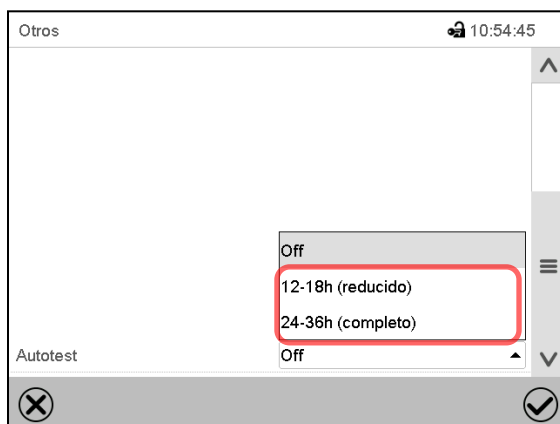 Otros 10:54:45
Off
12-18h (reducido)
24-36h (completo)
Autotest Off